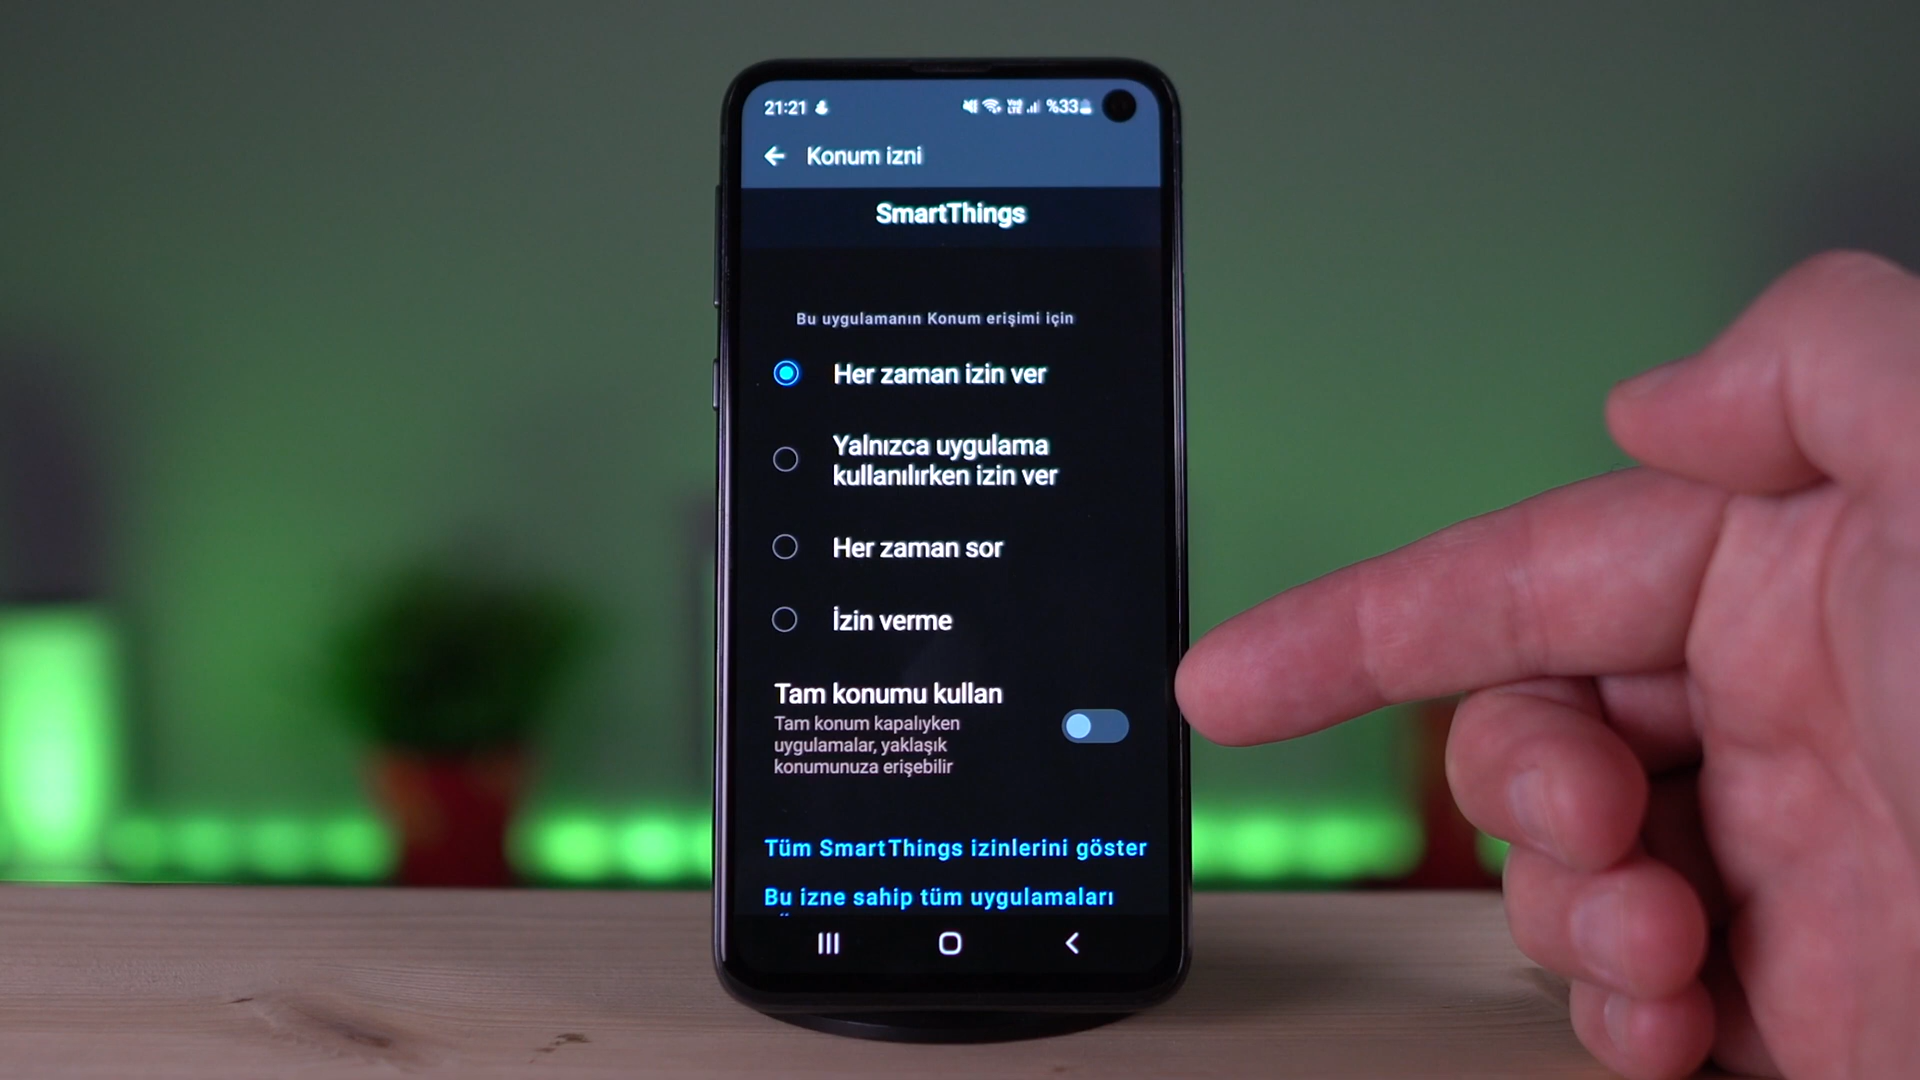 21:21 %33
Konum izni
SmartThings
Bu uygulamanın Konum erişimi için
Her zaman izin ver
Yalnızca uygulama
kullanılırken izin ver
Her zaman sor
İzin verme
Tam konumu kullan
Tam konum kapalıyken
uygulamalar, yaklaşık
konumunuza erişebilir
Tüm SmartThings izinlerini göster
Bu izne sahip tüm uygulamaları